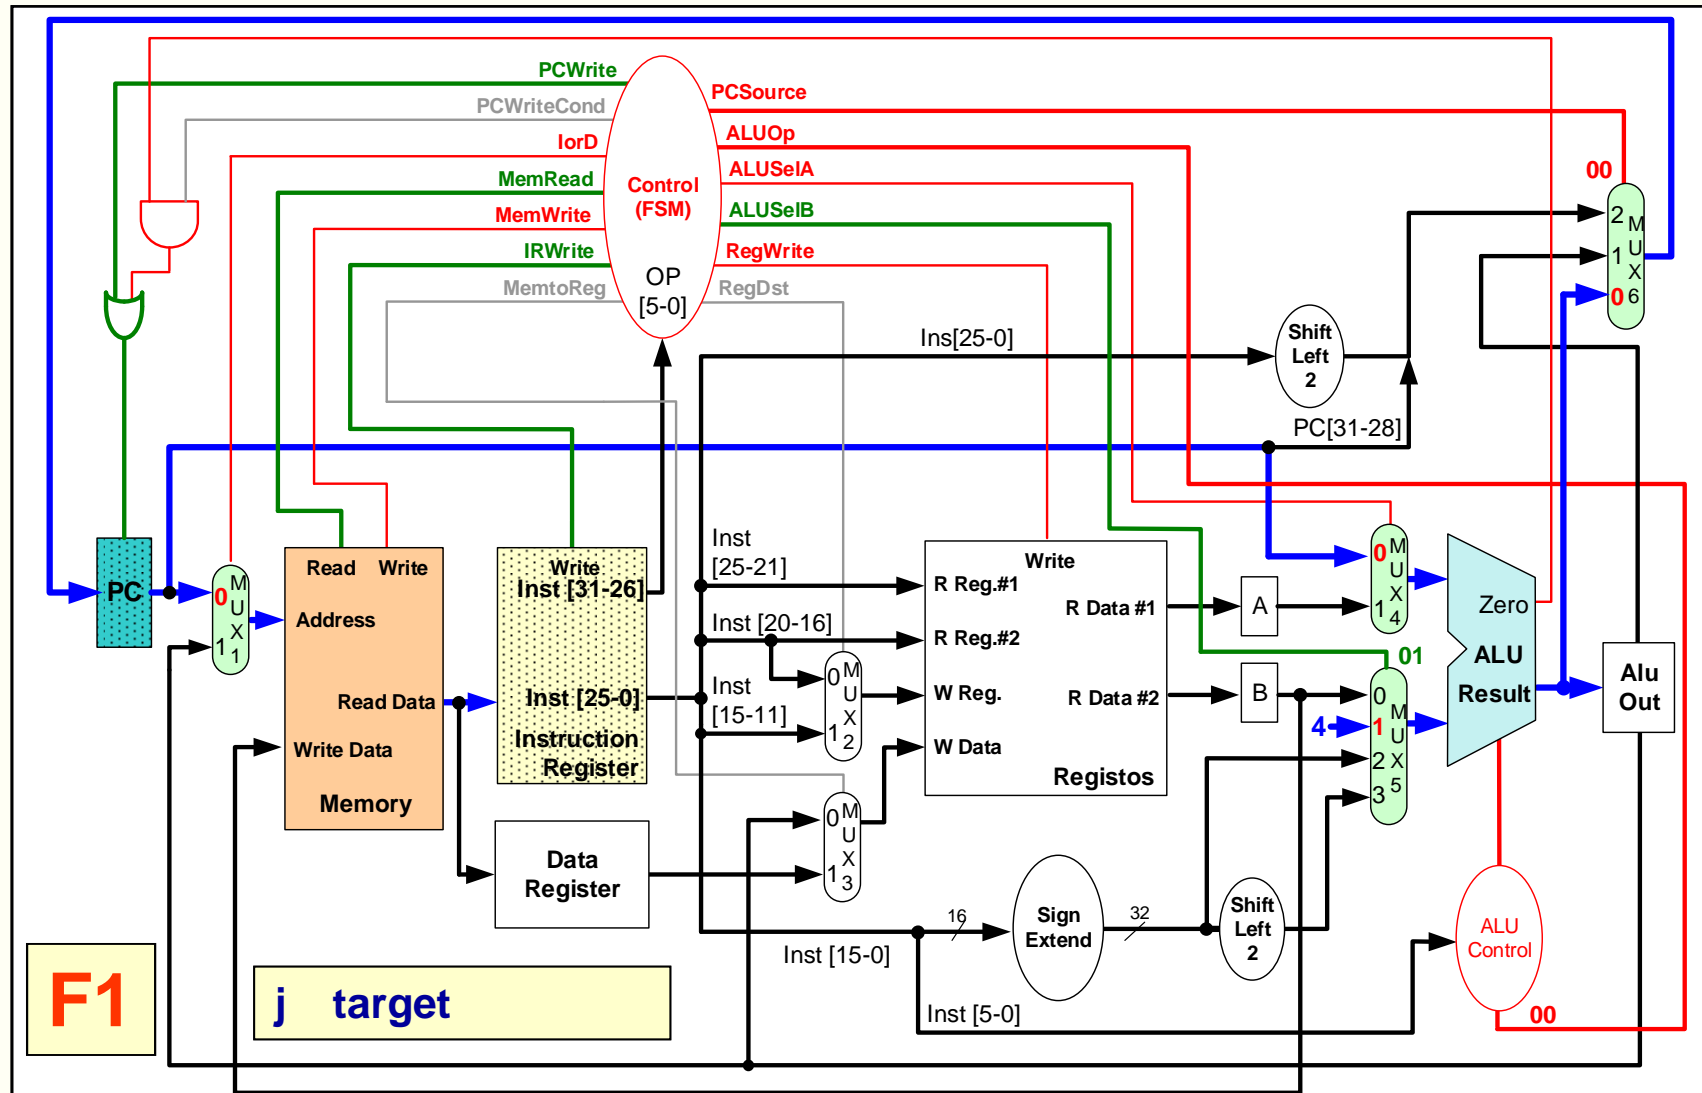 PCWrite
PCWriteCond
IorD
MemRead
MemWrite
IRWrite
MemtoReg
Control
(FSM)
OP
[5-0]
PCSource
ALUOp
ALUSelA
ALUSelB
RegWrite
RegDst
00
2
1
0
M
U
X
6
Ins[25-0]
Shift
Left
2
PC[31-28]
PC
0
1
M
U
X
1
Read Write
Address
Read Data
Write Data
Memory
Write
Inst [31-26]
Inst [25-0]
Instruction
Register
Data
Register
Inst
[25-21]
Inst [20-16]
Inst
[15-11]
0
1
M
U
X
2
0
1
M
U
X
3
Write
R Reg.#1
R Reg.#2
W Reg.
W Data
R Data #1
R Data #2
Registos
A
B
0
1
M
U
X
4
01
4
0
1
2
3
M
U
X
5
Zero
ALU
Result
Alu
Out
Inst [15-0]
16
Sign
Extend
32
Shift
Left
2
ALU
Control
Inst [5-0]
00
F1
j target